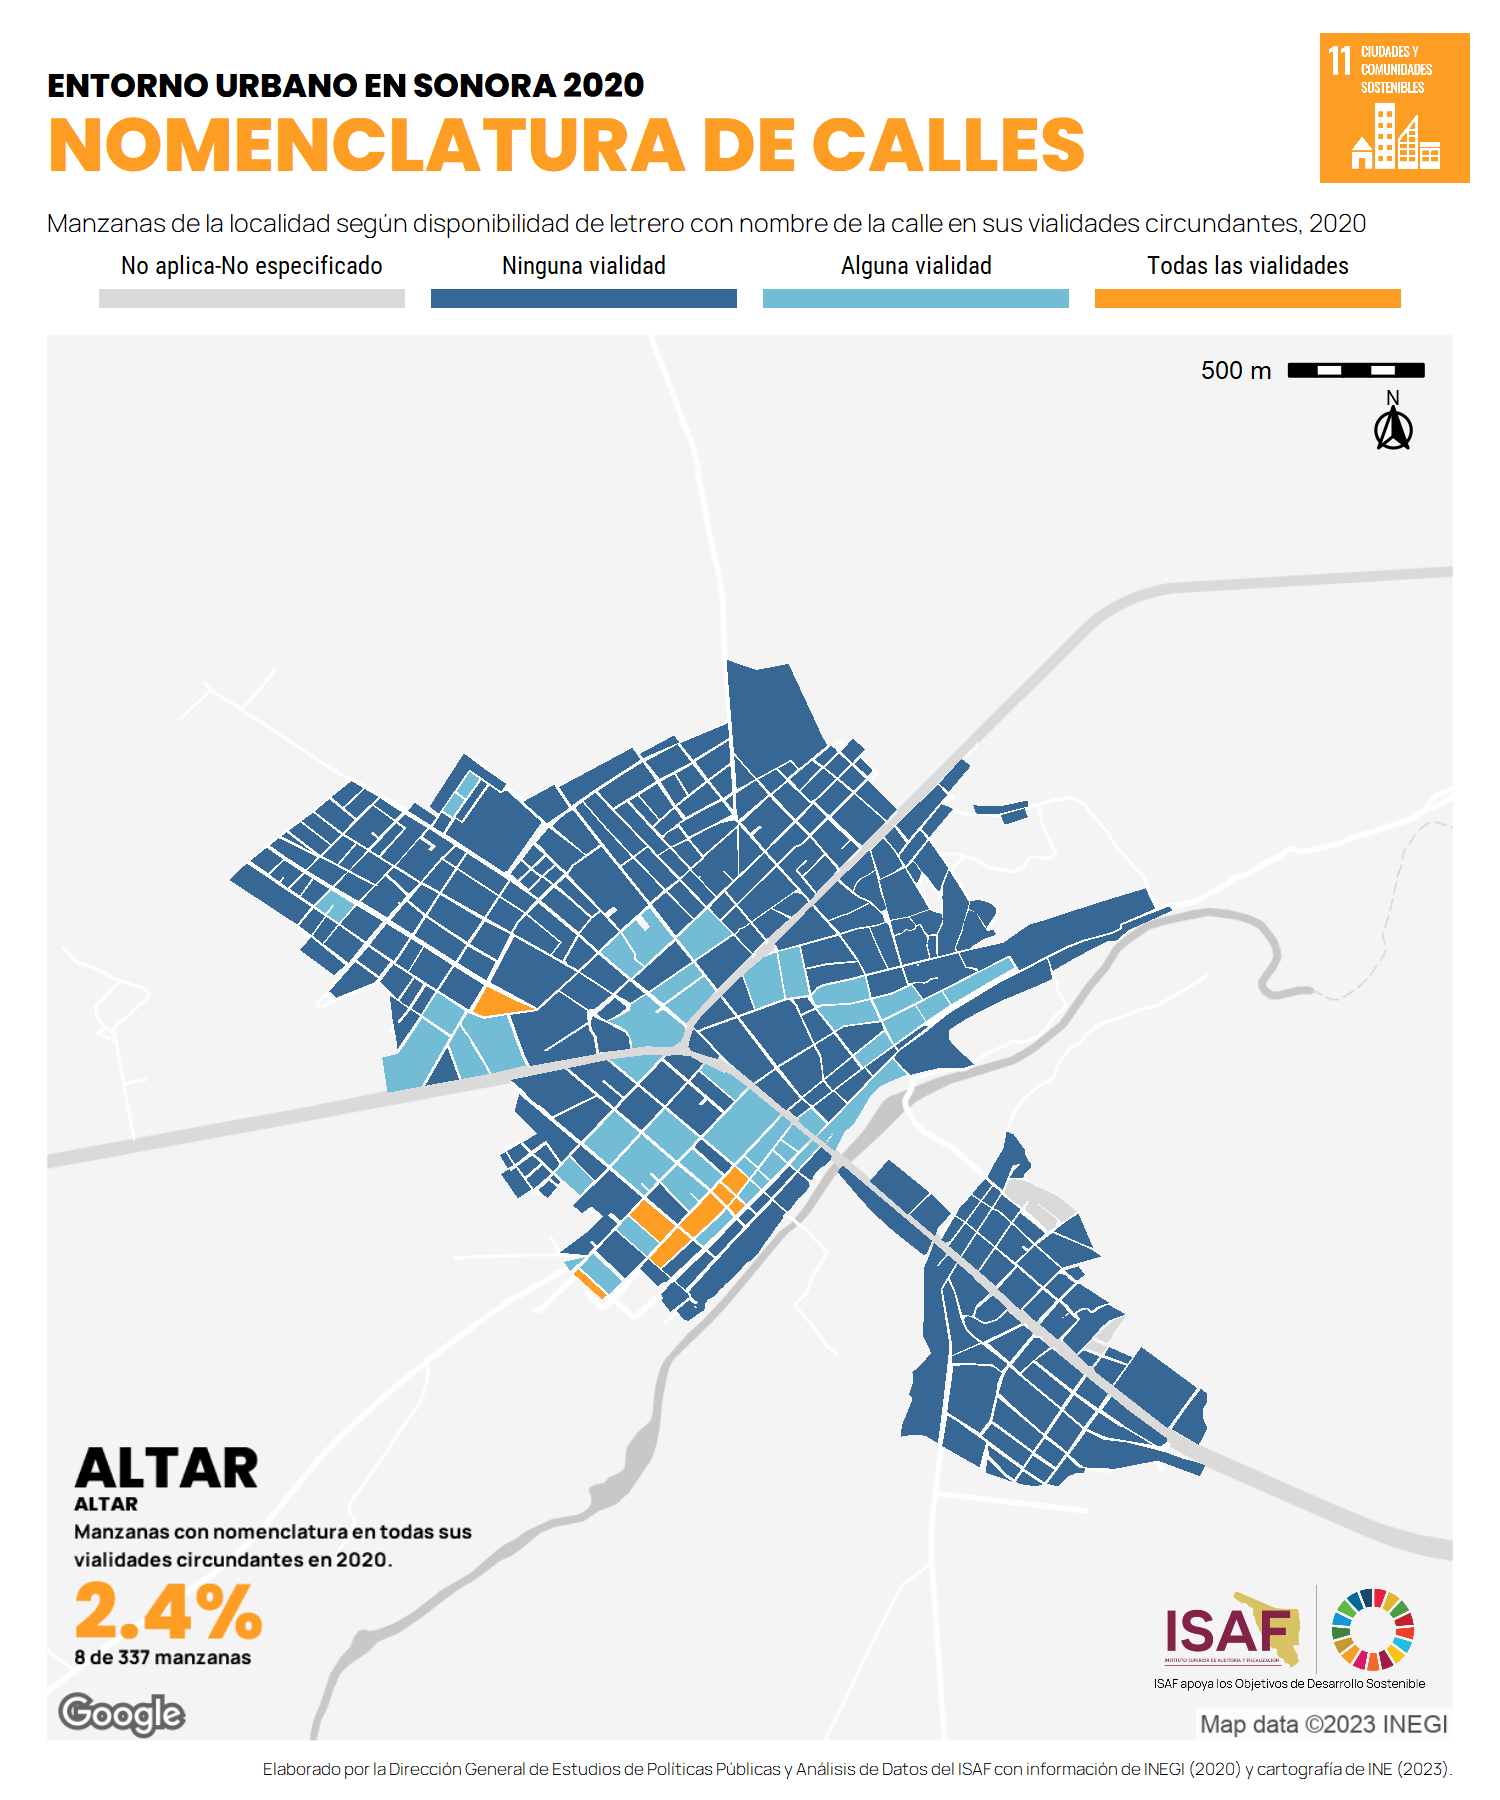 ENTORNO URBANO EN SONORA 2020
NOMENCLATURA DE CALLES
11 CIUDADES Y
COMUNIDADES
SOSTENIBLES
Manzanas de la localidad según disponibilidad de letrero con nombre de la calle en sus vialidades circundantes, 2020
No aplica-No especificado
Ninguna vialidad
Alguna vialidad
Todas las vialidades
500 m
N
ALTAR
ALTAR
Manzanas con nomenclatura en todas sus
vialidades circundantes en 2020.
2.4%
8 de 337 manzanas
Google
ISAF
INSTITUTO SUPERIOR DE AUDITORÍA Y FISCALIZACIÓN
ISAF apoya los Objetivos de Desarrollo Sostenible
Map data ©2023 INEGI
Elaborado por la Dirección General de Estudios de Políticas Públicas y Análisis de Datos del ISAF con información de INEGI (2020) y cartografía de INE (2023).